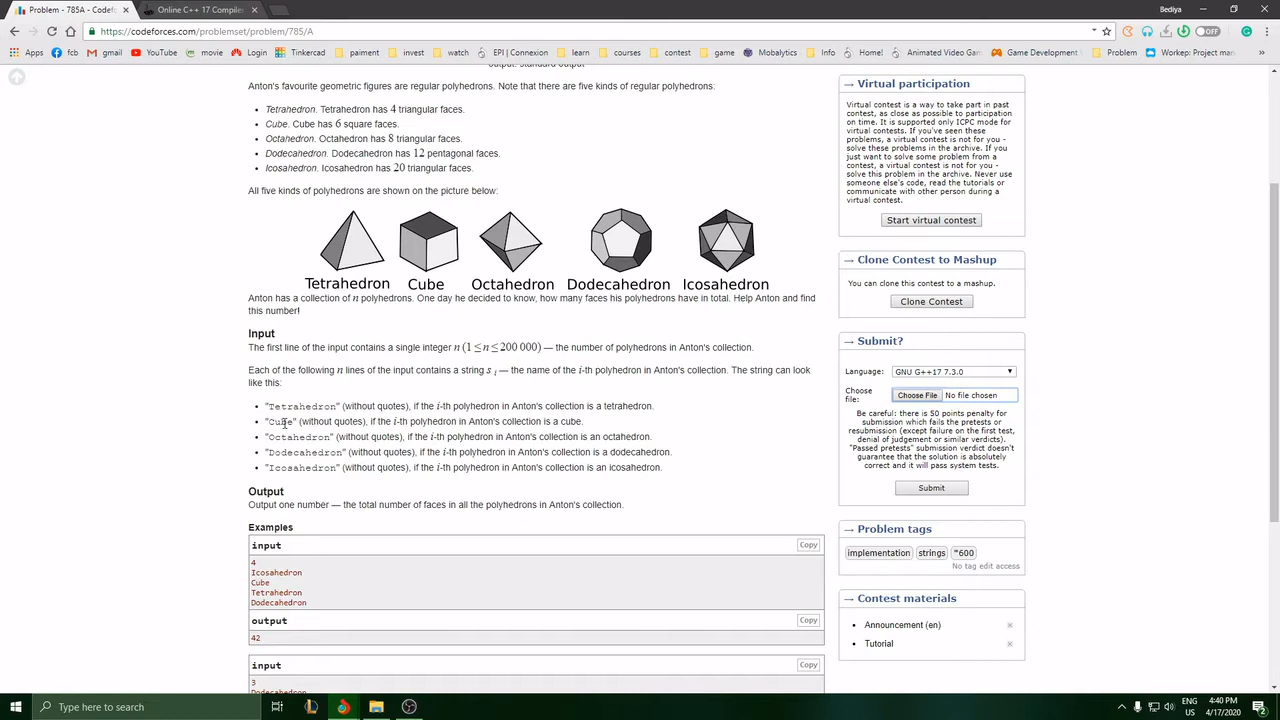 Problem - 785A - Codef
Online C++ 17 Compiler
Bediya
https://codeforces.com/problemset/problem/785/A
OFF
Apps fcb gmail YouTube movie Login Tinkercad paiment invest watch EPI | Connexion learn courses contest game Mobalytics Info Home! Animated Video Game Development Problem Workep: Project man
output: standard output
Anton's favourite geometric figures are regular polyhedrons. Note that there are five kinds of regular polyhedrons:
• Tetrahedron. Tetrahedron has 4 triangular faces.
• Cube. Cube has 6 square faces.
• Octahedron. Octahedron has 8 triangular faces.
• Dodecahedron. Dodecahedron has 12 pentagonal faces.
• Icosahedron. Icosahedron has 20 triangular faces.
All five kinds of polyhedrons are shown on the picture below:
Tetrahedron Cube Octahedron Dodecahedron Icosahedron
Anton has a collection of n polyhedrons. One day he decided to know, how many faces his polyhedrons have in total. Help Anton and find
this number!
Input
The first line of the input contains a single integer n (1 ≤ n ≤ 200 000) — the number of polyhedrons in Anton's collection.
Each of the following n lines of the input contains a string s i — the name of the i-th polyhedron in Anton's collection. The string can look
like this:
• "Tetrahedron" (without quotes), if the i-th polyhedron in Anton's collection is a tetrahedron.
• "Cube" (without quotes), if the i-th polyhedron in Anton's collection is a cube.
• "Octahedron" (without quotes), if the i-th polyhedron in Anton's collection is an octahedron.
• "Dodecahedron" (without quotes), if the i-th polyhedron in Anton's collection is a dodecahedron.
• "Icosahedron" (without quotes), if the i-th polyhedron in Anton's collection is an icosahedron.
Output
Output one number — the total number of faces in all the polyhedrons in Anton's collection.
Examples
input Copy
4
Icosahedron
Cube
Tetrahedron
Dodecahedron
output Copy
42
input Copy
3
Dodecahedron
→ Virtual participation
Virtual contest is a way to take part in past
contest, as close as possible to participation
on time. It is supported only ICPC mode for
virtual contests. If you've seen these
problems, a virtual contest is not for you -
solve these problems in the archive. If you
just want to solve some problem from a
contest, a virtual contest is not for you -
solve this problem in the archive. Never use
someone else's code, read the tutorials or
communicate with other person during a
virtual contest.
Start virtual contest
→ Clone Contest to Mashup
You can clone this contest to a mashup.
Clone Contest
→ Submit?
Language: GNU G++17 7.3.0
Choose
file: Choose File No file chosen
Be careful: there is 50 points penalty for
submission which fails the pretests or
resubmission (except failure on the first test,
denial of judgement or similar verdicts).
"Passed pretests" submission verdict doesn't
guarantee that the solution is absolutely
correct and it will pass system tests.
Submit
→ Problem tags
implementation strings *600
No tag edit access
→ Contest materials
• Announcement (en)
• Tutorial
Type here to search
ENG
US
4:40 PM
4/17/2020
2